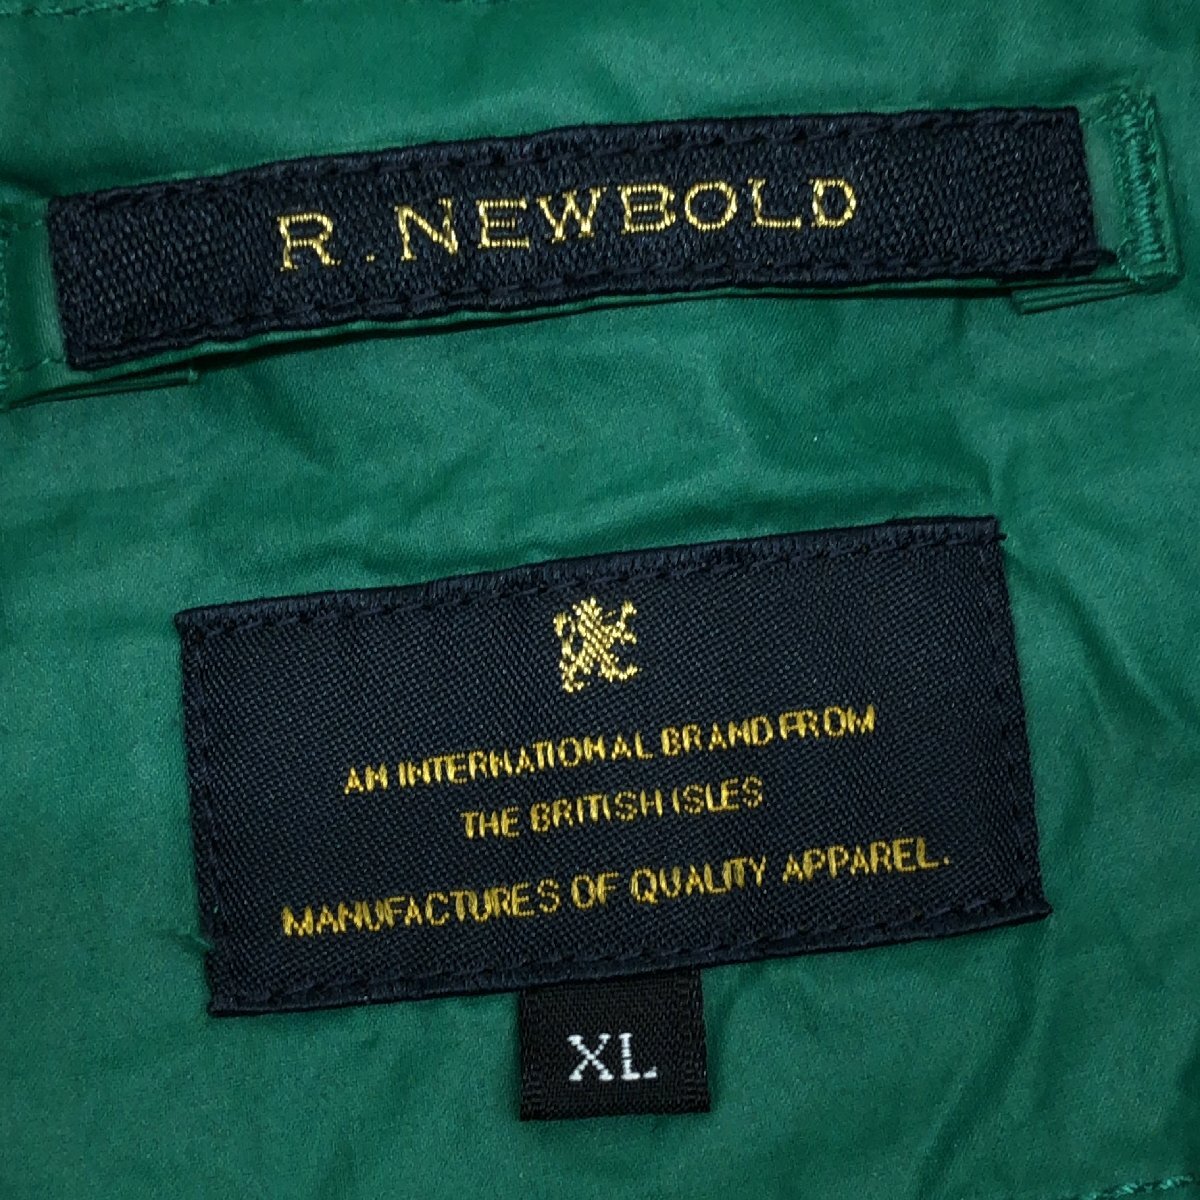 R. NEWBOLD
AN INTERNATIONAL BRAND FROM
THE BRITISH ISLES
MANUFACTURES OF QUALITY APPAREL.
XL